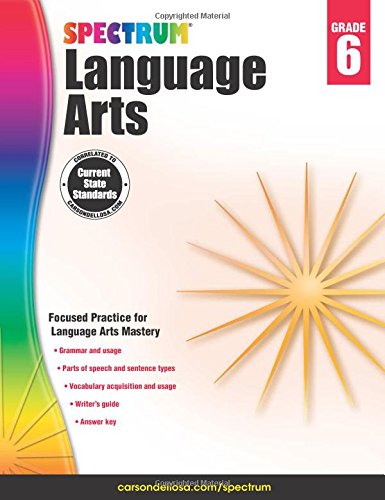 Copyrighted Material
SPECTRUM®
Language
Arts
GRADE
6
CORRELATED TO
Current
State
Standards
CARSONDELLOSA.COM
Focused Practice for
Language Arts Mastery
• Grammar and usage
• Parts of speech and sentence types
• Vocabulary acquisition and usage
• Writer's guide
• Answer key
carsondellosa.com/spectrum
Copyrighted Material